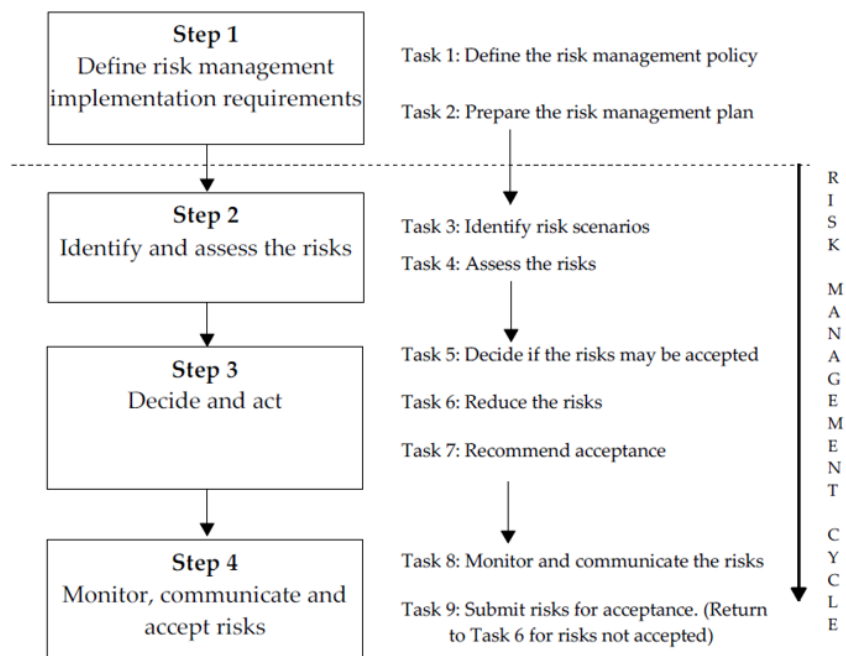 Step 1
Define risk management
implementation requirements
Task 1: Define the risk management policy
Task 2: Prepare the risk management plan
Step 2
Identify and assess the risks
Task 3: Identify risk scenarios
Task 4: Assess the risks
Step 3
Decide and act
Task 5: Decide if the risks may be accepted
Task 6: Reduce the risks
Task 7: Recommend acceptance
Step 4
Monitor, communicate and
accept risks
Task 8: Monitor and communicate the risks
Task 9: Submit risks for acceptance. (Return
to Task 6 for risks not accepted)
RISK MANAGEMENT CYCLE